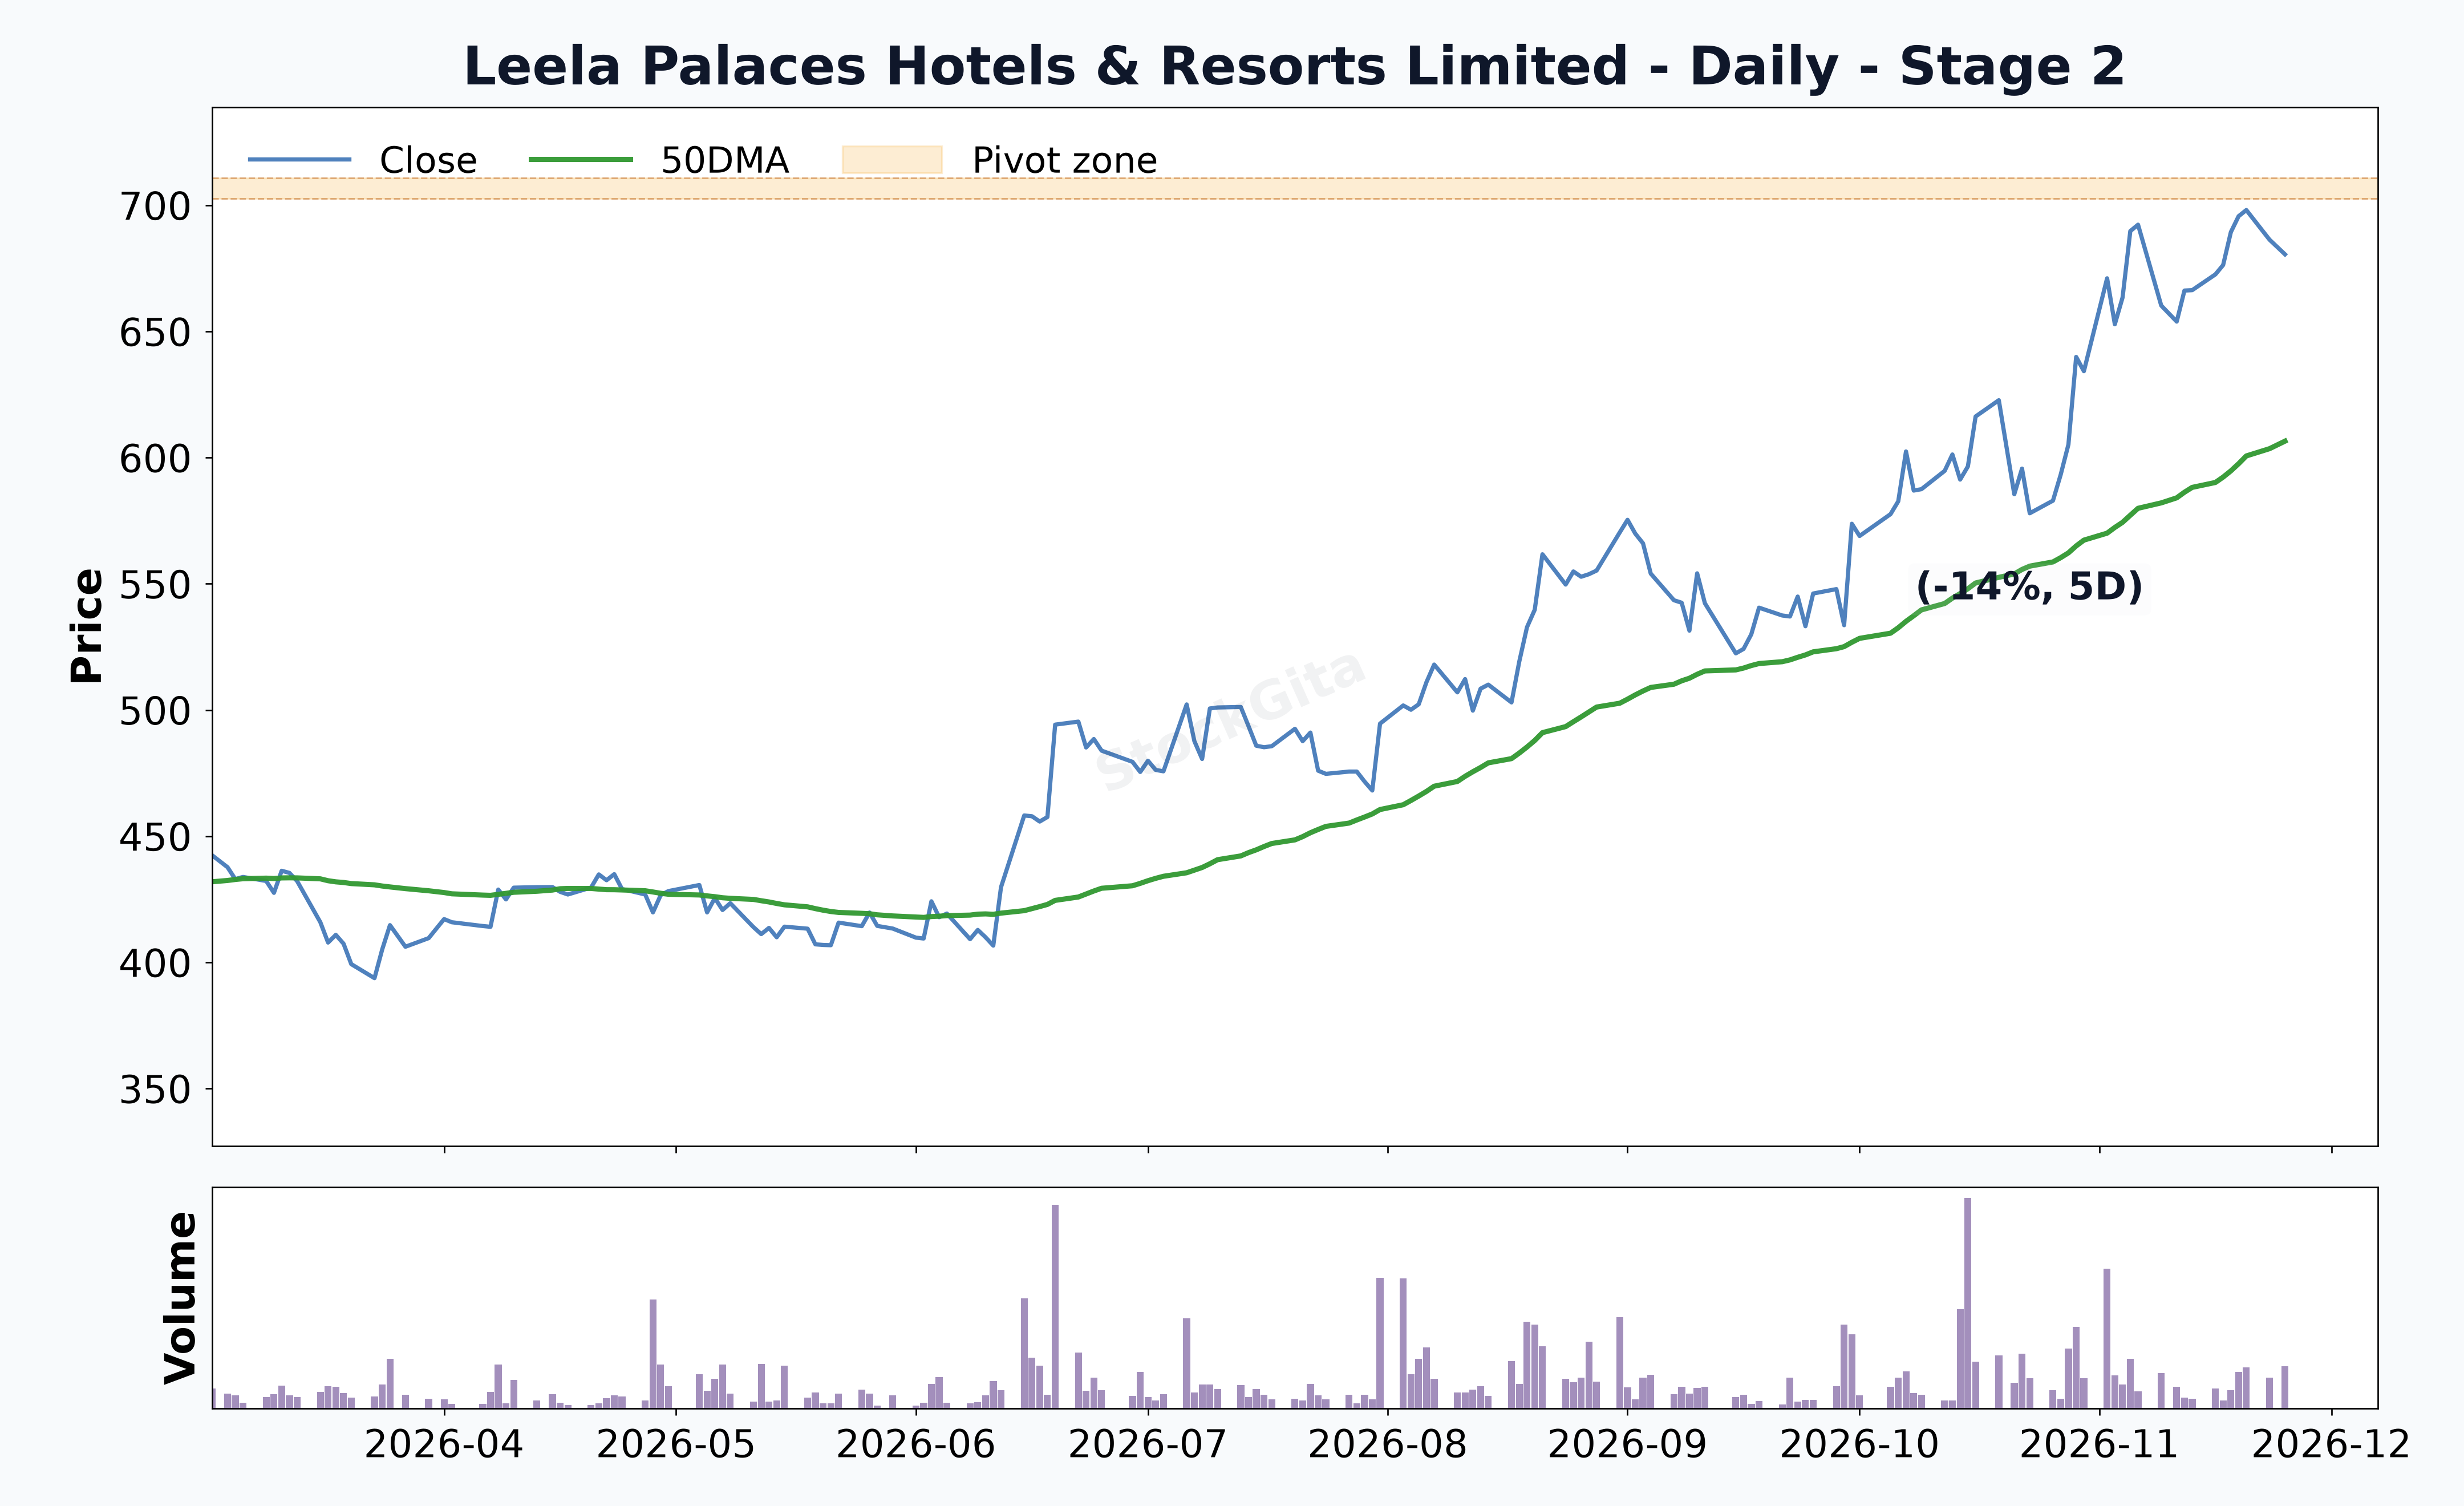 Leela Palaces Hotels & Resorts Limited - Daily - Stage 2
Close 50DMA Pivot zone
Price
700
650
600
550
500
450
400
350
(-14%, 5D)
StockGita
Volume
2026-04 2026-05 2026-06 2026-07 2026-08 2026-09 2026-10 2026-11 2026-12